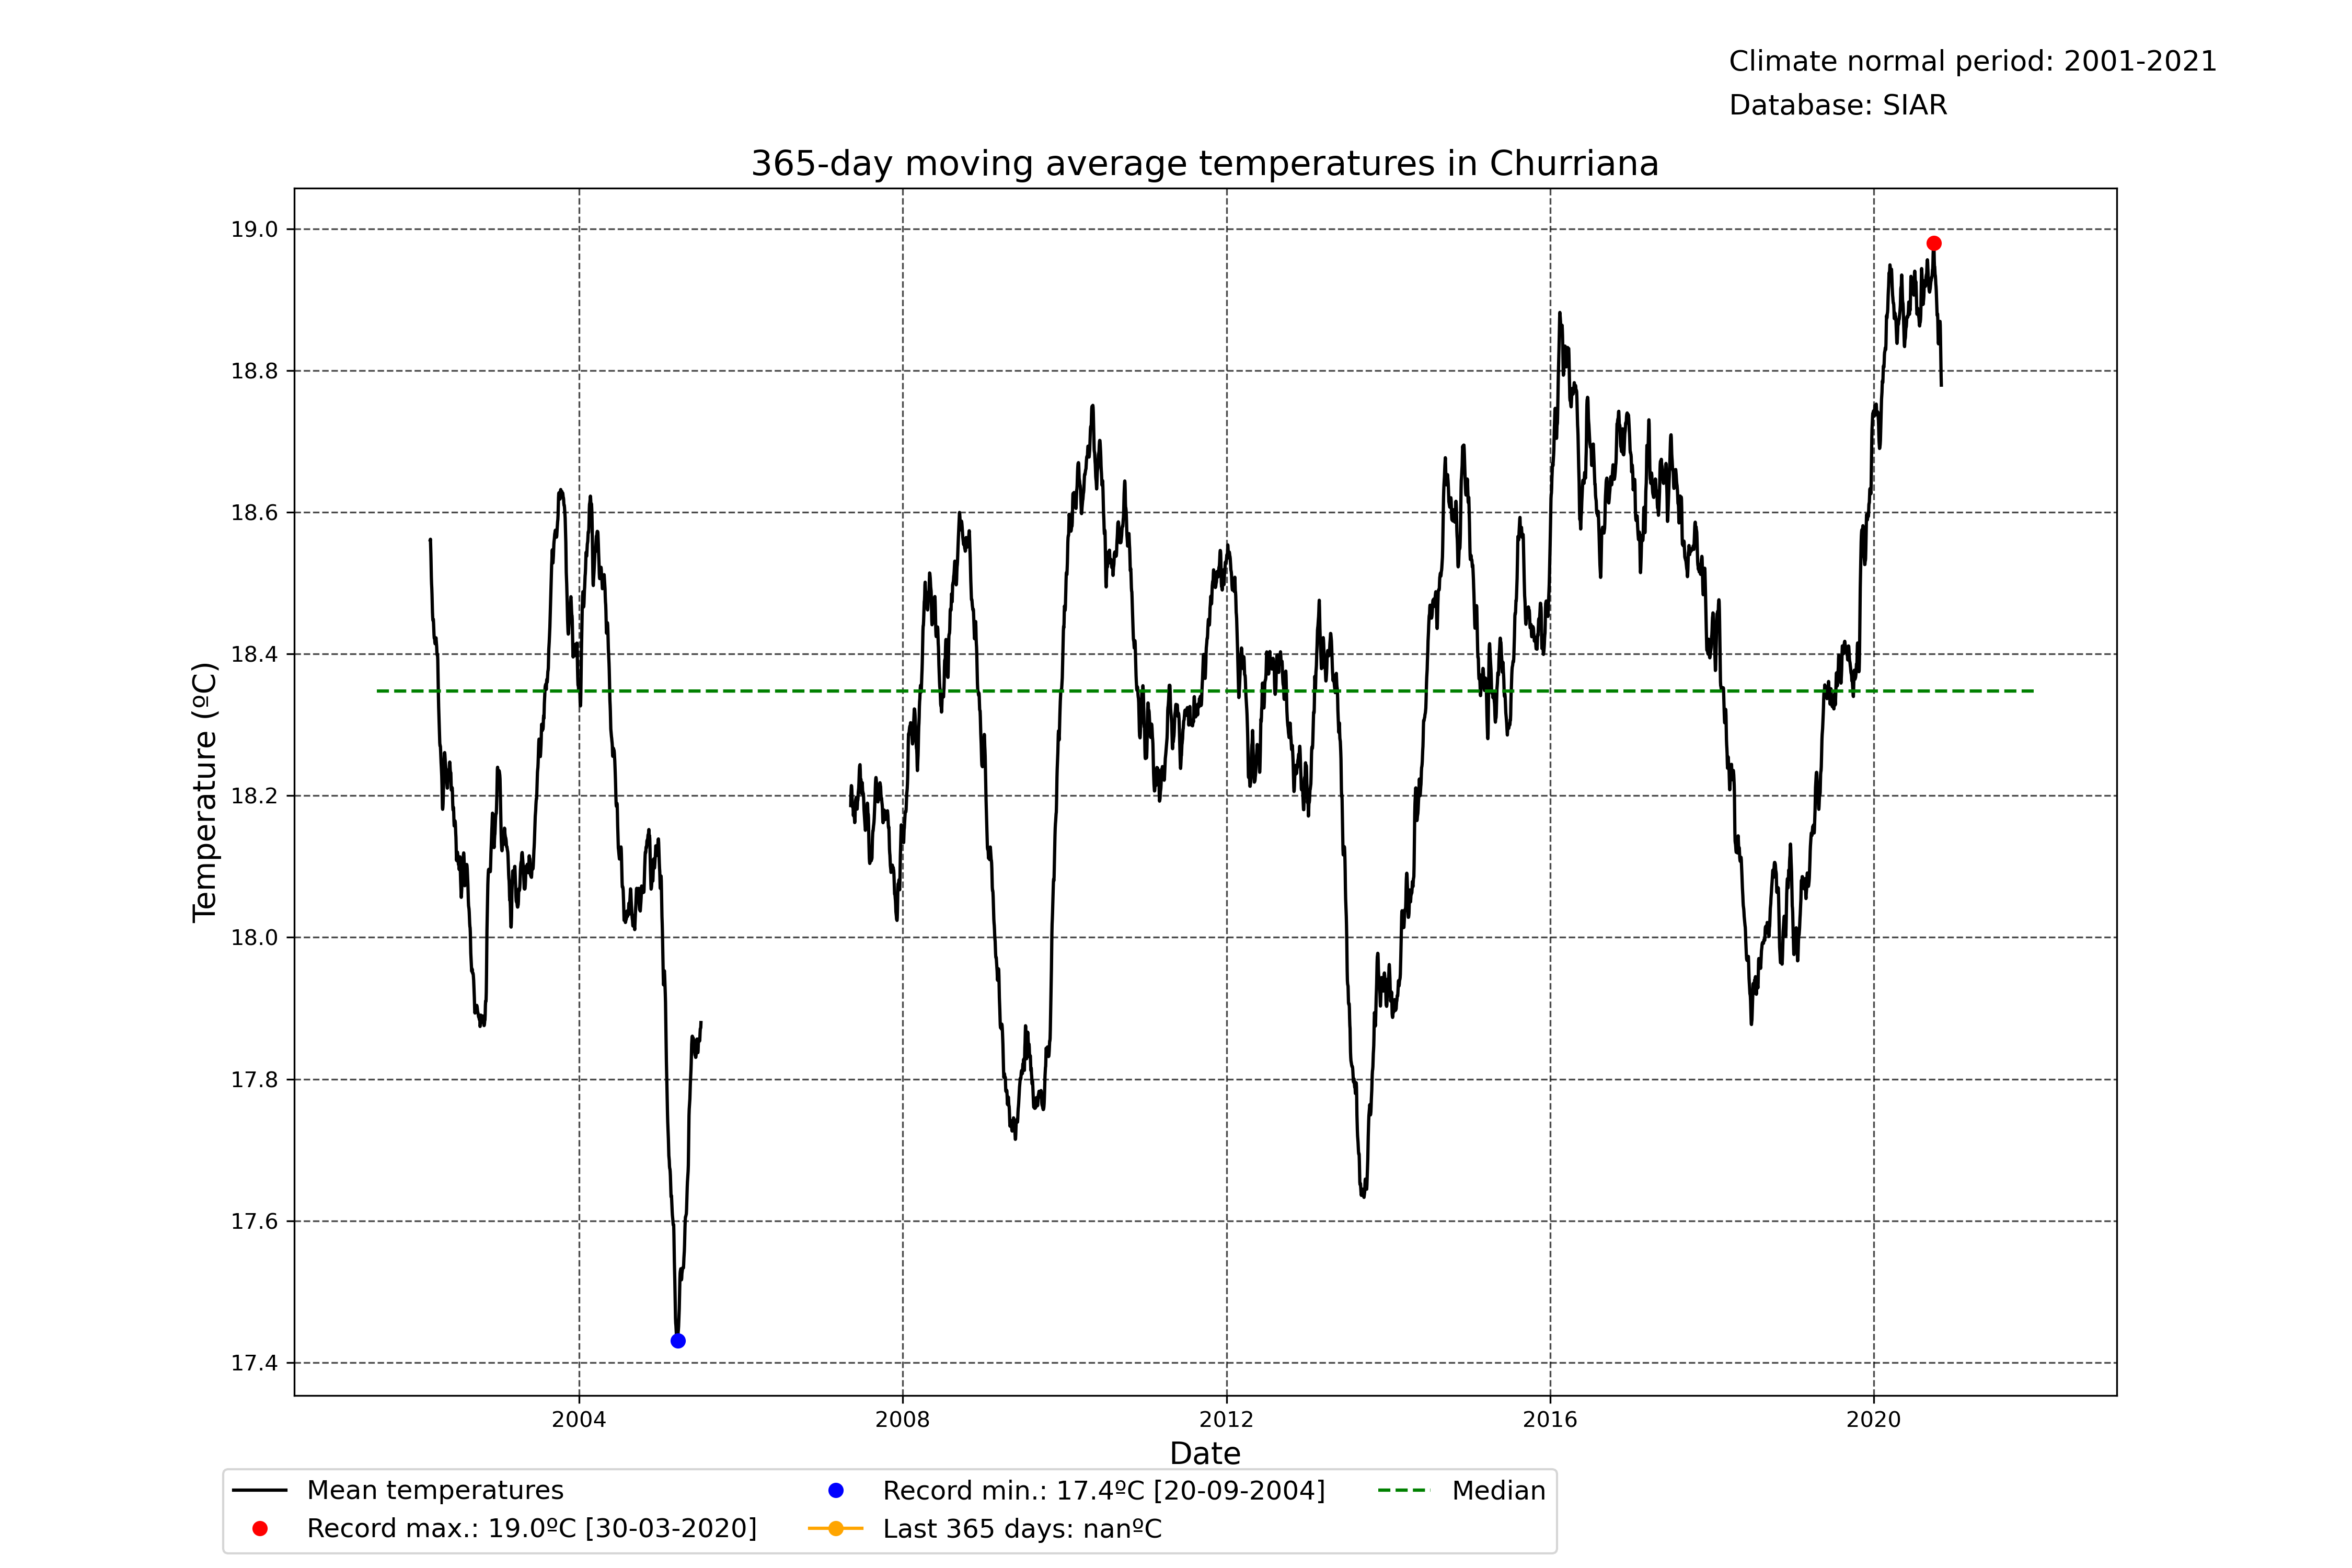 Climate normal period: 2001-2021
Database: SIAR
365-day moving average temperatures in Churriana
19.0
18.8
18.6
18.4
18.2
18.0
17.8
17.6
17.4
Temperature (ºC)
2004 2008 2012 2016 2020
Date
Mean temperatures
Record max.: 19.0ºC [30-03-2020]
Record min.: 17.4ºC [20-09-2004]
Last 365 days: nanºC
Median